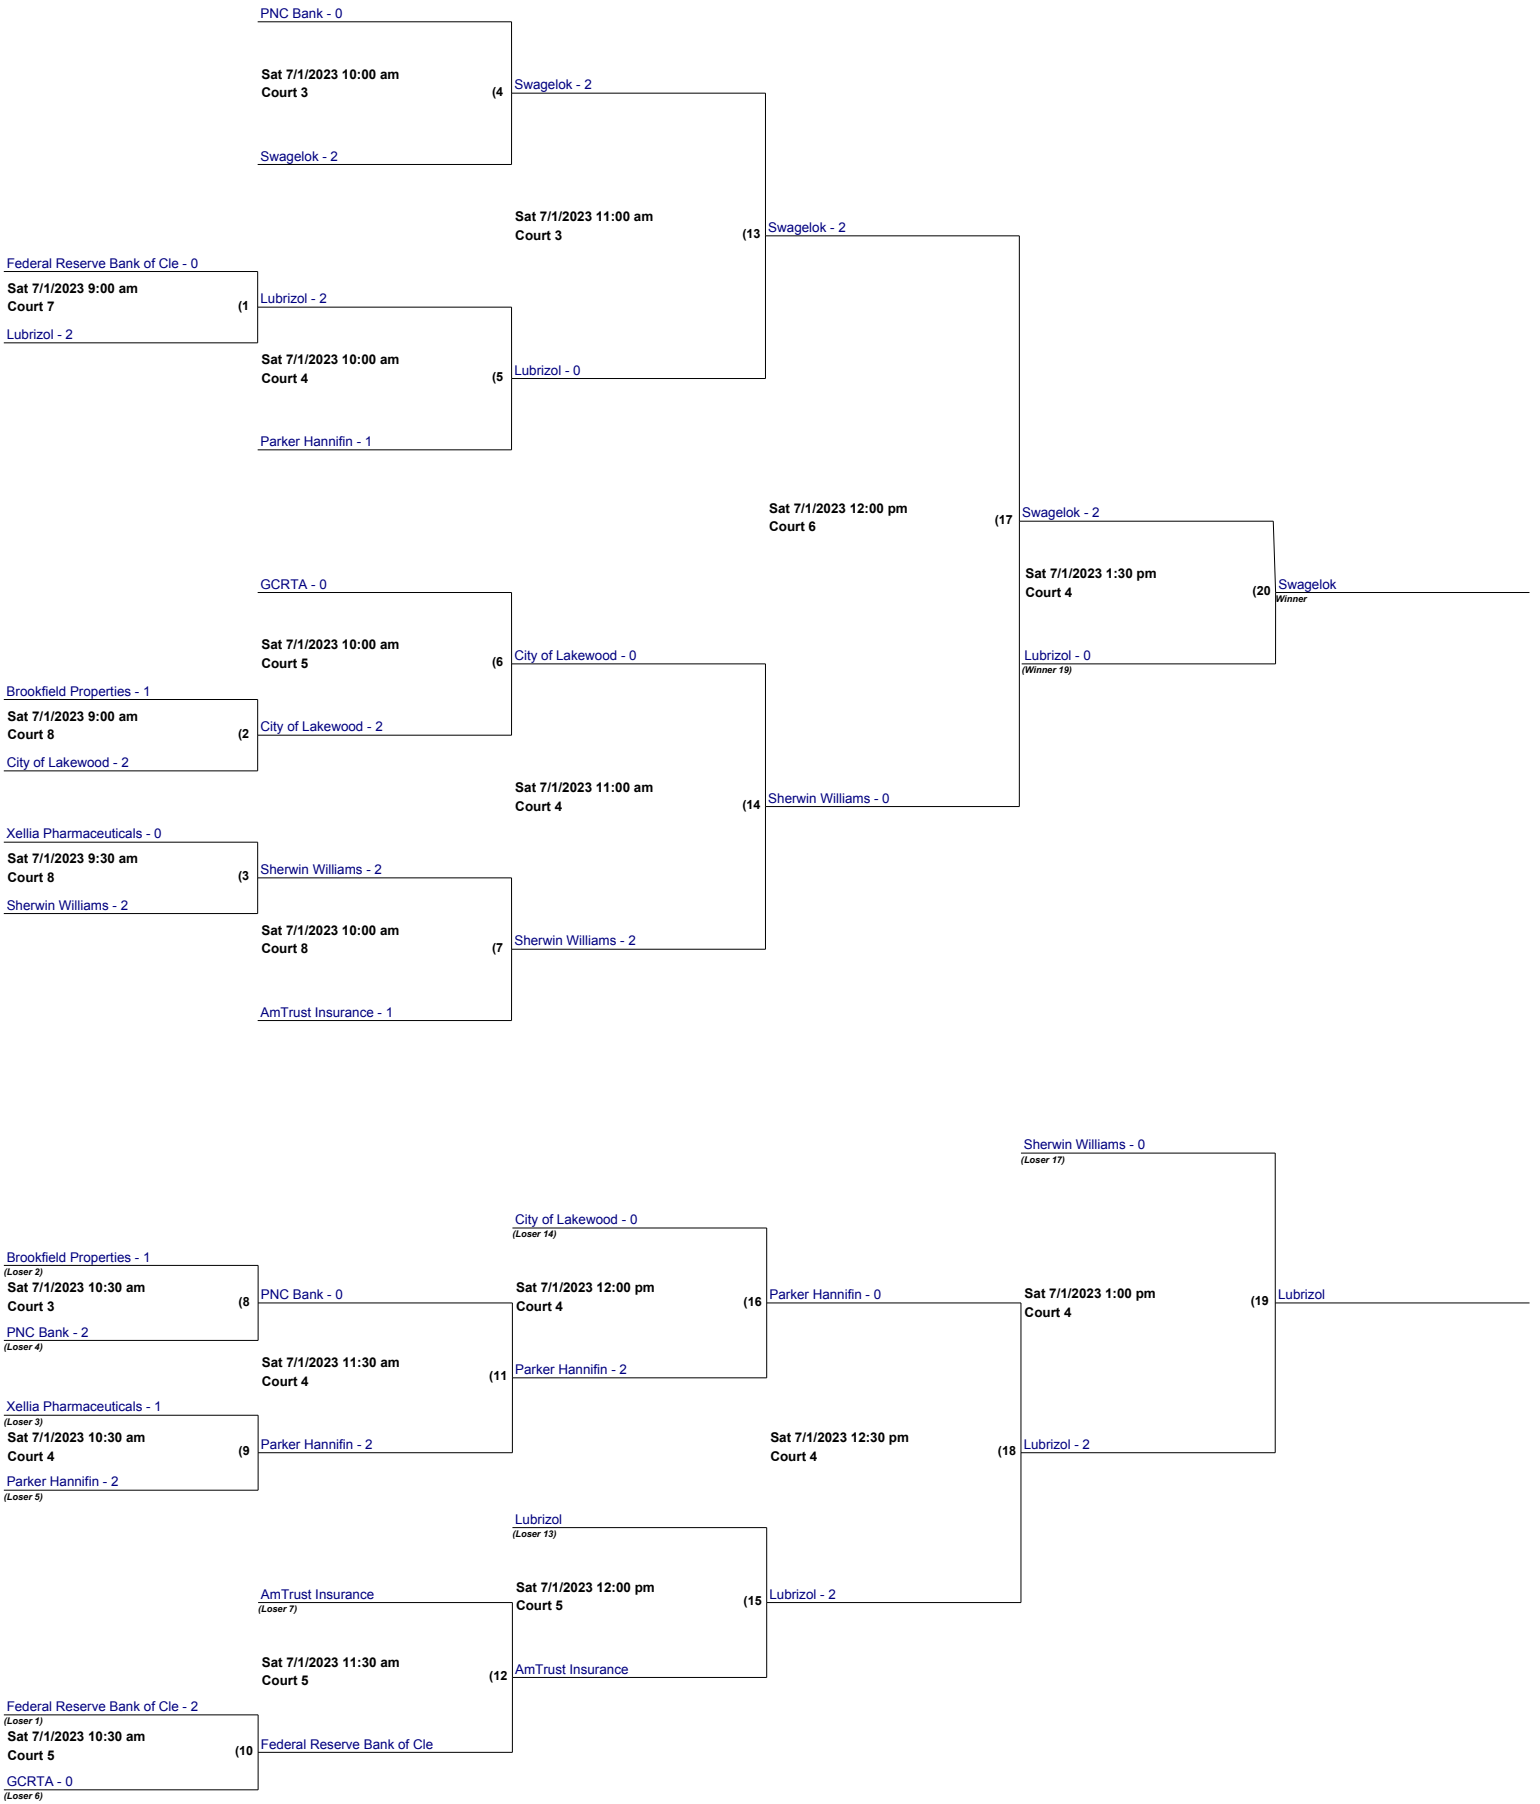 PNC Bank - 0
Sat 7/1/2023 10:00 am
Court 3
(4
Swagelok - 2
Swagelok - 2
Sat 7/1/2023 11:00 am
Court 3
(13
Swagelok - 2
Federal Reserve Bank of Cle - 0
Sat 7/1/2023 9:00 am
Court 7
(1
Lubrizol - 2
Lubrizol - 2
Sat 7/1/2023 10:00 am
Court 4
(5
Lubrizol - 0
Parker Hannifin - 1
Sat 7/1/2023 12:00 pm
Court 6
(17
Swagelok - 2
Sat 7/1/2023 1:30 pm
Court 4
(20
Swagelok
Winner
GCRTA - 0
Sat 7/1/2023 10:00 am
Court 5
(6
City of Lakewood - 0
Lubrizol - 0
(Winner 19)
Brookfield Properties - 1
Sat 7/1/2023 9:00 am
Court 8
(2
City of Lakewood - 2
City of Lakewood - 2
Sat 7/1/2023 11:00 am
Court 4
(14
Sherwin Williams - 0
Xellia Pharmaceuticals - 0
Sat 7/1/2023 9:30 am
Court 8
(3
Sherwin Williams - 2
Sherwin Williams - 2
Sat 7/1/2023 10:00 am
Court 8
(7
Sherwin Williams - 2
AmTrust Insurance - 1
Sherwin Williams - 0
(Loser 17)
City of Lakewood - 0
(Loser 14)
Brookfield Properties - 1
(Loser 2)
Sat 7/1/2023 10:30 am
Court 3
(8
PNC Bank - 0
Sat 7/1/2023 12:00 pm
Court 4
(16
Parker Hannifin - 0
Sat 7/1/2023 1:00 pm
Court 4
(19
Lubrizol
PNC Bank - 2
(Loser 4)
Sat 7/1/2023 11:30 am
Court 4
(11
Parker Hannifin - 2
Xellia Pharmaceuticals - 1
(Loser 3)
Sat 7/1/2023 10:30 am
Court 4
(9
Parker Hannifin - 2
Sat 7/1/2023 12:30 pm
Court 4
(18
Lubrizol - 2
Parker Hannifin - 2
(Loser 5)
Lubrizol
(Loser 13)
AmTrust Insurance
(Loser 7)
Sat 7/1/2023 12:00 pm
Court 5
(15
Lubrizol - 2
Sat 7/1/2023 11:30 am
Court 5
(12
AmTrust Insurance
Federal Reserve Bank of Cle - 2
(Loser 1)
Sat 7/1/2023 10:30 am
Court 5
(10
Federal Reserve Bank of Cle
GCRTA - 0
(Loser 6)